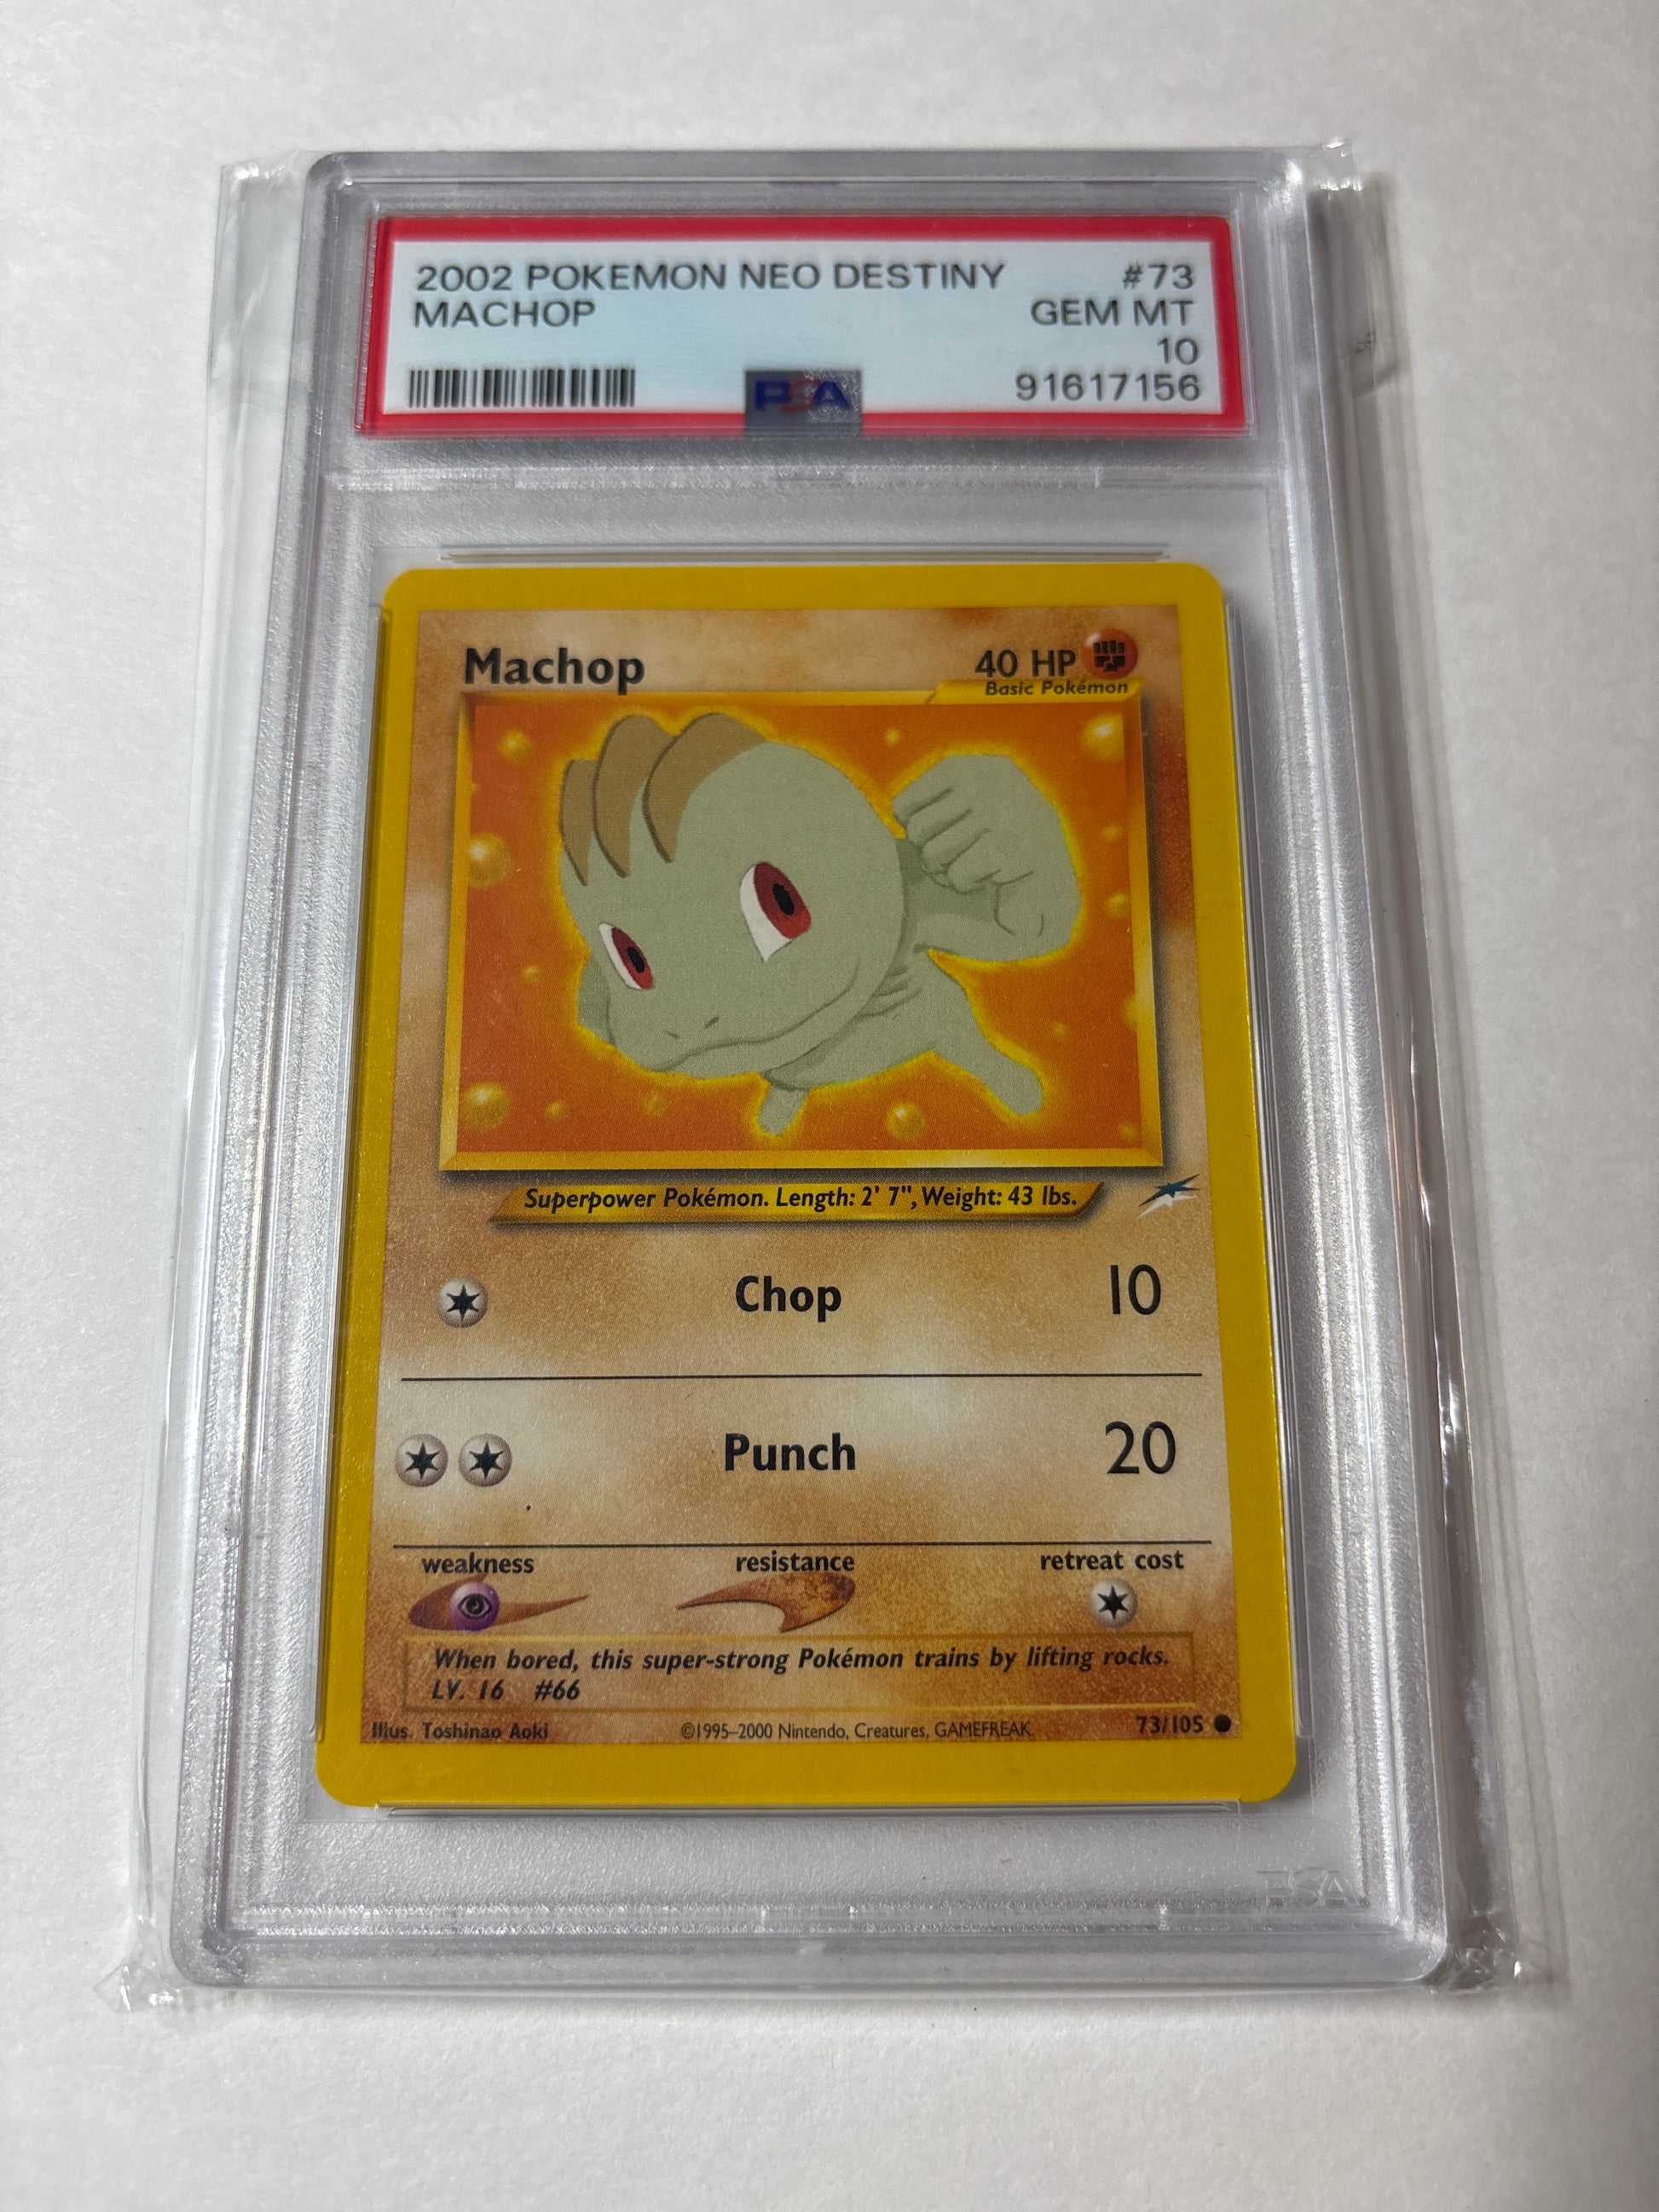 2002 POKEMON NEO DESTINY #73
MACHOP GEM MT
10
PSA 91617156
Machop 40 HP
Basic Pokémon
Superpower Pokémon. Length: 2' 7", Weight: 43 lbs.
Chop 10
Punch 20
weakness resistance retreat cost
When bored, this super-strong Pokémon trains by lifting rocks.
LV. 16 #66
Illus. Toshinao Aoki ©1995–2000 Nintendo, Creatures, GAMEFREAK. 73/105
PSA